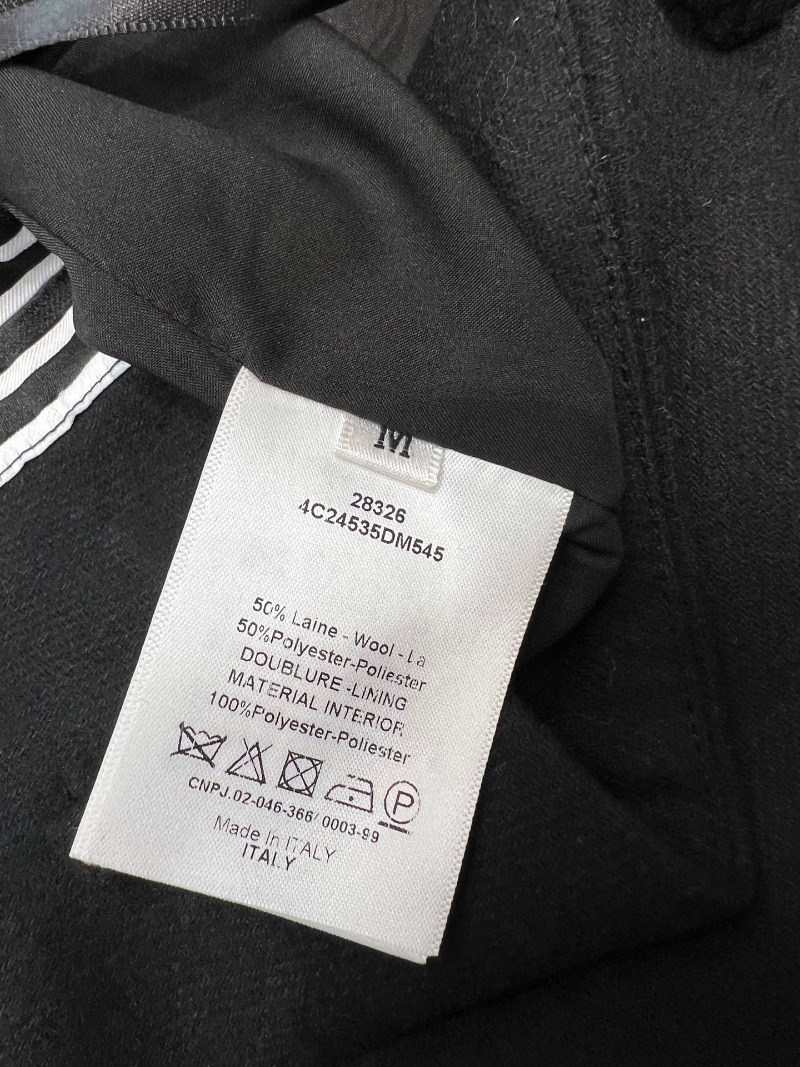 M
28326
4C24535DM545
50% Laine - Wool - La
50%Polyester-Poliester
DOUBLURE -LINING
MATERIAL INTERIOR
100%Polyester-Poliester
P
CNPJ.02-046-366/0003-99
Made In ITALY
ITALY